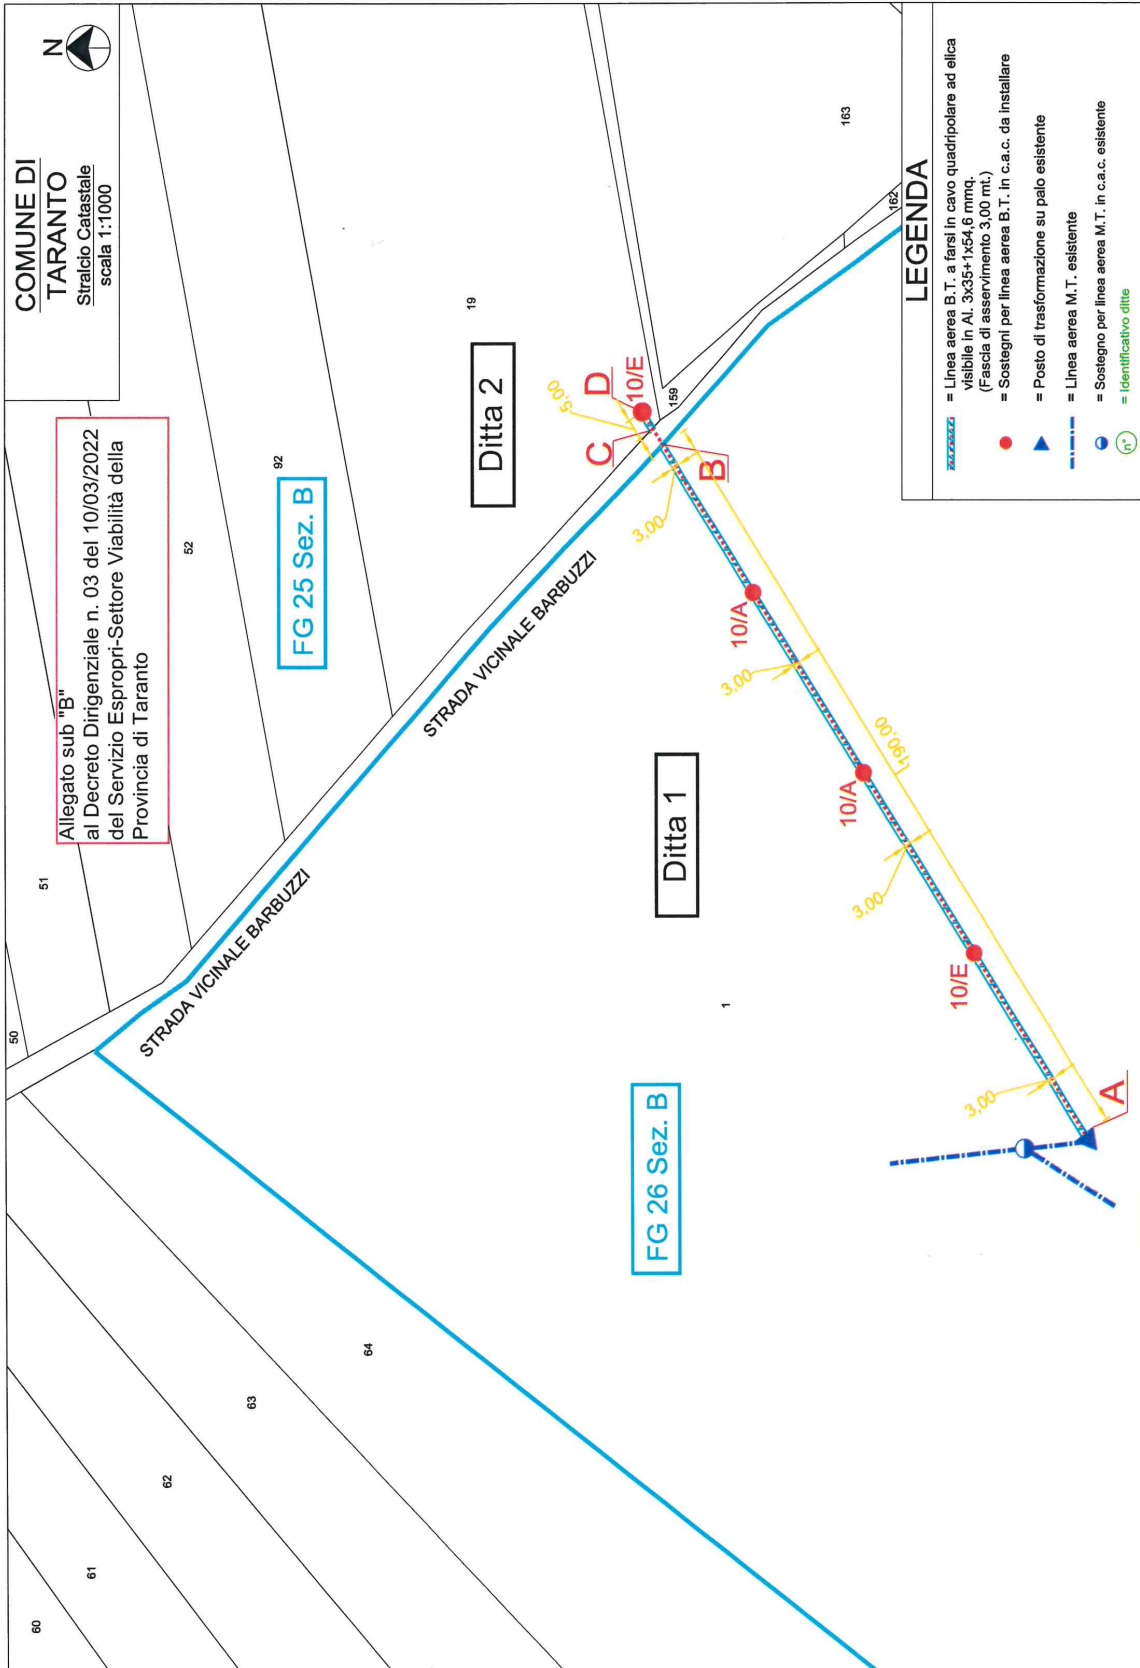 COMUNE DI
TARANTO
Stralcio Catastale
scala 1:1000
N
Allegato sub "B"
al Decreto Dirigenziale n. 03 del 10/03/2022
del Servizio Espropri-Settore Viabilità della
Provincia di Taranto
50
51
52
92
19
FG 25 Sez. B
Ditta 2
STRADA VICINALE BARBUZZI
STRADA VICINALE BARBUZZI
163
162
159
D
10/E
5,00
C
B
3,00
10/A
3,00
190,00
10/A
3,00
10/E
3,00
A
Ditta 1
1
FG 26 Sez. B
64
63
62
61
60
LEGENDA
= Linea aerea B.T. a farsi in cavo quadripolare ad elica
visibile in Al. 3x35+1x54,6 mmq.
(Fascia di asservimento 3,00 mt.)
= Sostegni per linea aerea B.T. in c.a.c. da installare
= Posto di trasformazione su palo esistente
= Linea aerea M.T. esistente
= Sostegno per linea aerea M.T. in c.a.c. esistente
n° = Identificativo ditte